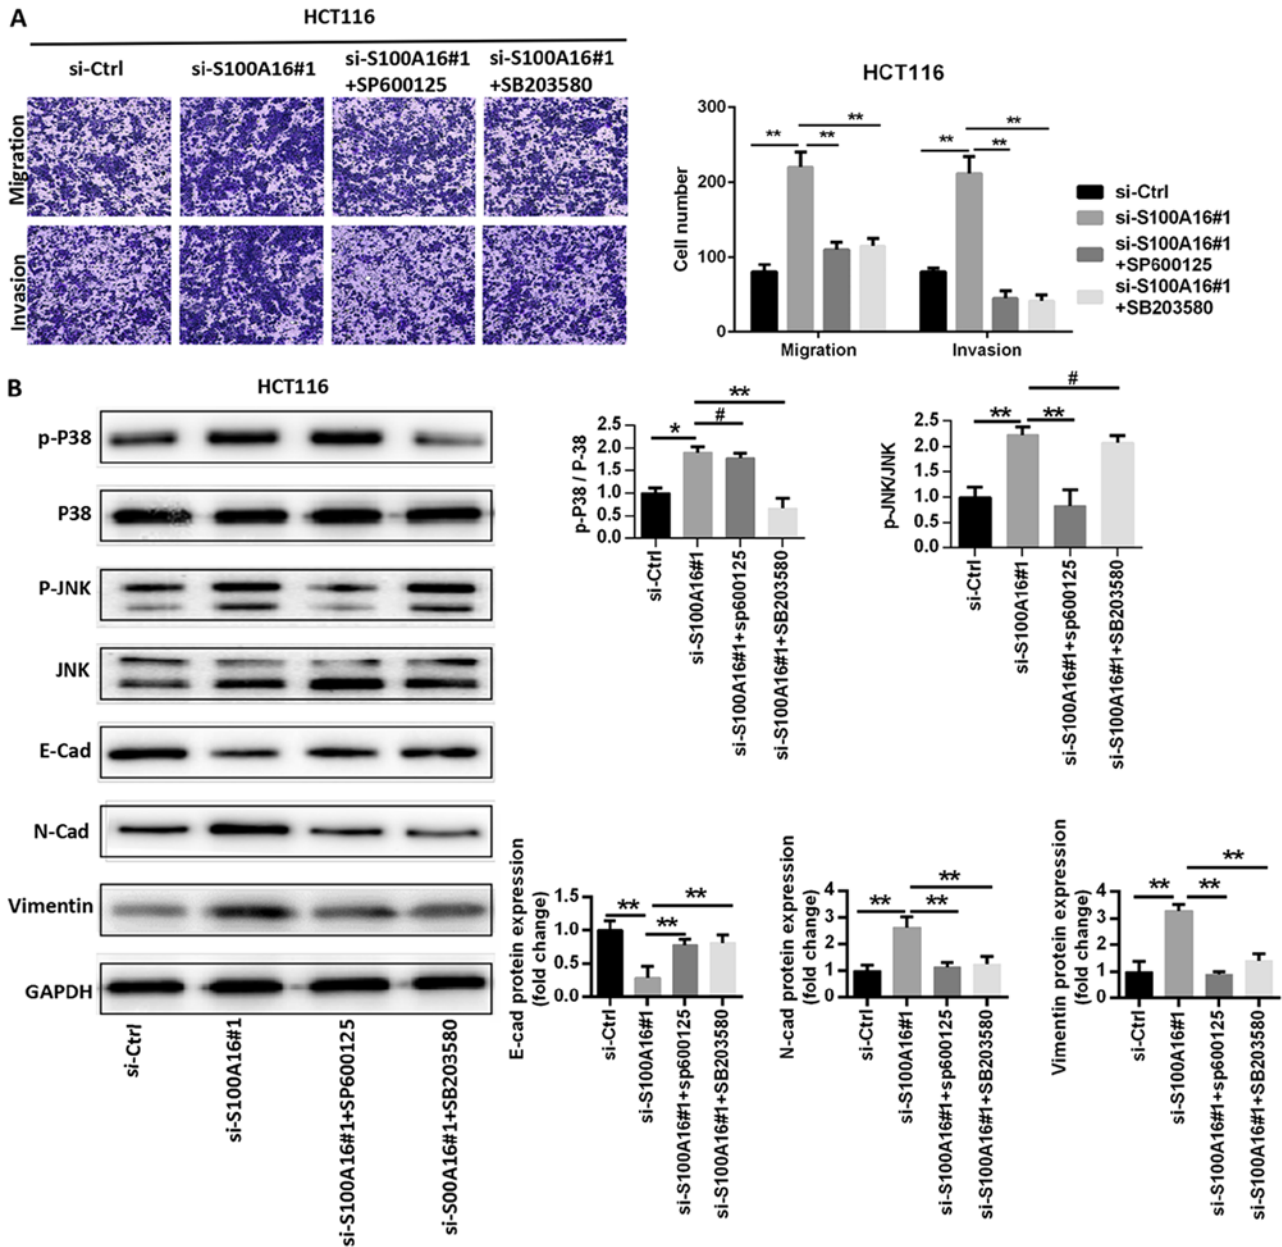 A
HCT116
si-Ctrl
si-S100A16#1
si-S100A16#1
+SP600125
si-S100A16#1
+SB203580
Migration
Invasion
HCT116
Cell number
300
200
100
0
**
**
**
**
**
**
Migration
Invasion
si-Ctrl
si-S100A16#1
si-S100A16#1
+SP600125
si-S100A16#1
+SB203580
B
HCT116
p-P38
P38
P-JNK
JNK
E-Cad
N-Cad
Vimentin
GAPDH
si-Ctrl
si-S100A16#1
si-S100A16#1+SP600125
si-S00A16#1+SB203580
p-P38 / P-38
2.5
2.0
1.5
1.0
0.5
0.0
*
#
**
si-Ctrl
si-S100A16#1
si-S100A16#1+sp600125
si-S100A16#1+SB203580
p-JNK/JNK
2.5
2.0
1.5
1.0
0.5
0.0
**
**
#
si-Ctrl
si-S100A16#1
si-S100A16#1+sp600125
si-S100A16#1+SB203580
E-cad protein expression
(fold change)
1.5
1.0
0.5
0.0
**
**
**
si-Ctrl
si-S100A16#1
si-S100A16#1+sp600125
si-S100A16#1+SB203580
N-cad protein expression
(fold change)
4
3
2
1
0
**
**
**
si-Ctrl
si-S100A16#1
si-S100A16#1+sp600125
si-S100A16#1+SB203580
Vimentin protein expression
(fold change)
4
3
2
1
0
**
**
**
si-Ctrl
si-S100A16#1
si-S100A16#1+sp600125
si-S100A16#1+SB203580